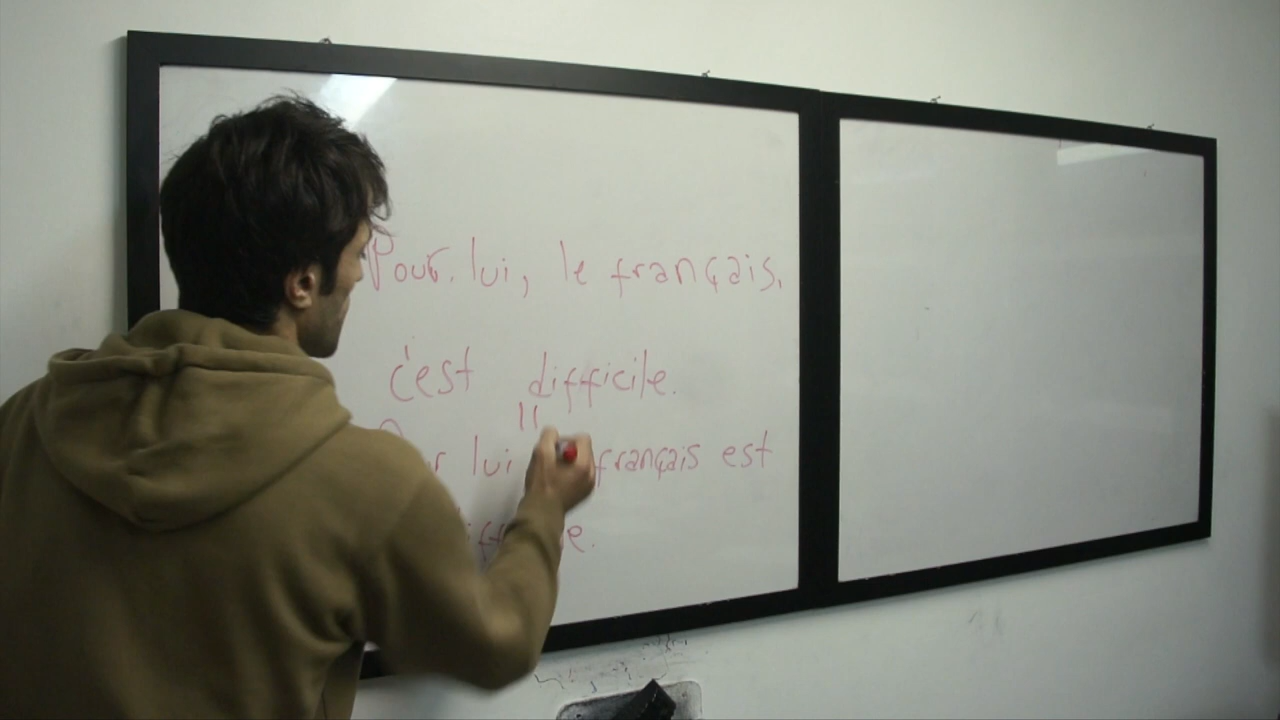 Pour lui, le français,
c'est difficile.
lui français est